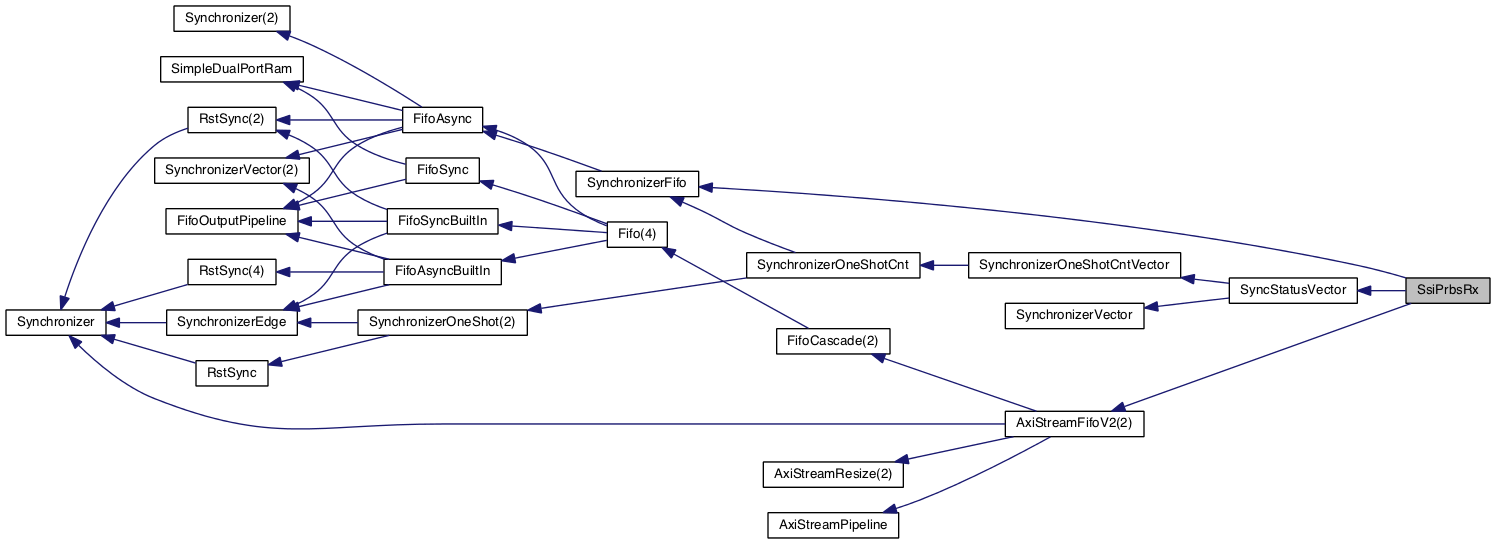 Synchronizer(2)
SimpleDualPortRam
RstSync(2)
FifoAsync
SynchronizerVector(2)
FifoSync
SynchronizerFifo
FifoOutputPipeline
FifoSyncBuiltIn
Fifo(4)
RstSync(4)
FifoAsyncBuiltIn
SynchronizerOneShotCnt
SynchronizerOneShotCntVector
SyncStatusVector
SsiPrbsRx
Synchronizer
SynchronizerEdge
SynchronizerOneShot(2)
SynchronizerVector
FifoCascade(2)
RstSync
AxiStreamFifoV2(2)
AxiStreamResize(2)
AxiStreamPipeline